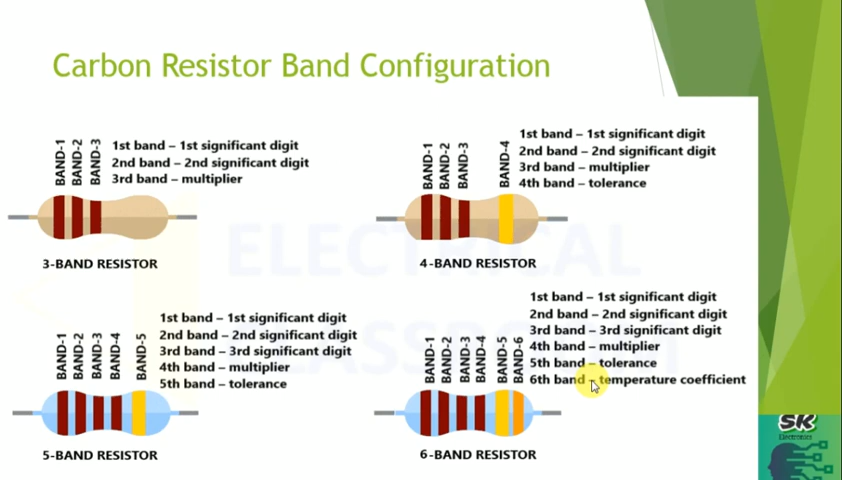 Carbon Resistor Band Configuration
BAND-1
BAND-2
BAND-3
1st band – 1st significant digit
2nd band – 2nd significant digit
3rd band – multiplier
3-BAND RESISTOR
BAND-1
BAND-2
BAND-3
BAND-4
1st band – 1st significant digit
2nd band – 2nd significant digit
3rd band – multiplier
4th band – tolerance
4-BAND RESISTOR
ELECTRICAL
BAND-1
BAND-2
BAND-3
BAND-4
BAND-5
1st band – 1st significant digit
2nd band – 2nd significant digit
3rd band – 3rd significant digit
4th band – multiplier
5th band – tolerance
5-BAND RESISTOR
BAND-1
BAND-2
BAND-3
BAND-4
BAND-5
BAND-6
1st band – 1st significant digit
2nd band – 2nd significant digit
3rd band – 3rd significant digit
4th band – multiplier
5th band – tolerance
6th band – temperature coefficient
6-BAND RESISTOR
SK
Electronics